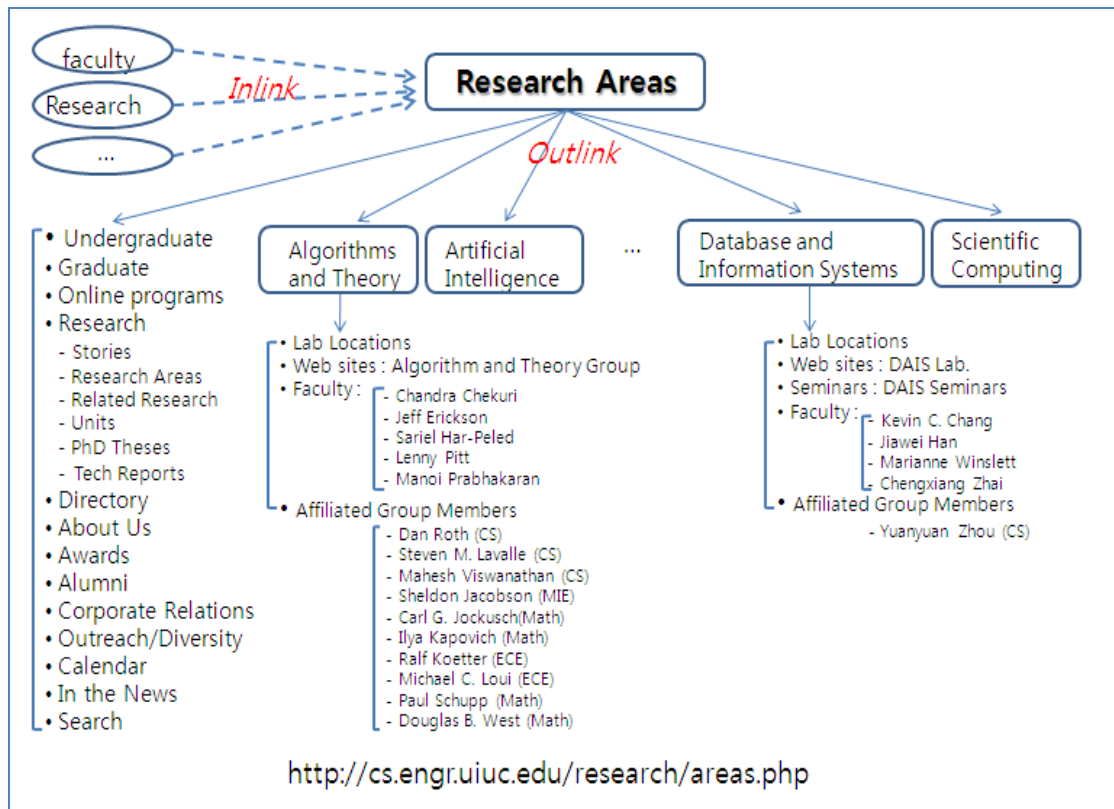 faculty
Research
...
Inlink
Research Areas
Outlink
• Undergraduate
• Graduate
• Online programs
• Research
- Stories
- Research Areas
- Related Research
- Units
- PhD Theses
- Tech Reports
• Directory
• About Us
• Awards
• Alumni
• Corporate Relations
• Outreach/Diversity
• Calendar
• In the News
• Search
Algorithms
and Theory
Artificial
Intelligence
...
Database and
Information Systems
Scientific
Computing
• Lab Locations
• Web sites : Algorithm and Theory Group
• Faculty :
- Chandra Chekuri
- Jeff Erickson
- Sariel Har-Peled
- Lenny Pitt
- Manoi Prabhakaran
• Affiliated Group Members
- Dan Roth (CS)
- Steven M. Lavalle (CS)
- Mahesh Viswanathan (CS)
- Sheldon Jacobson (MIE)
- Carl G. Jockusch(Math)
- Ilya Kapovich (Math)
- Ralf Koetter (ECE)
- Michael C. Loui (ECE)
- Paul Schupp (Math)
- Douglas B. West (Math)
• Lab Locations
• Web sites : DAIS Lab.
• Seminars : DAIS Seminars
• Faculty :
- Kevin C. Chang
- Jiawei Han
- Marianne Winslett
- Chengxiang Zhai
• Affiliated Group Members
- Yuanyuan Zhou (CS)
http://cs.engr.uiuc.edu/research/areas.php